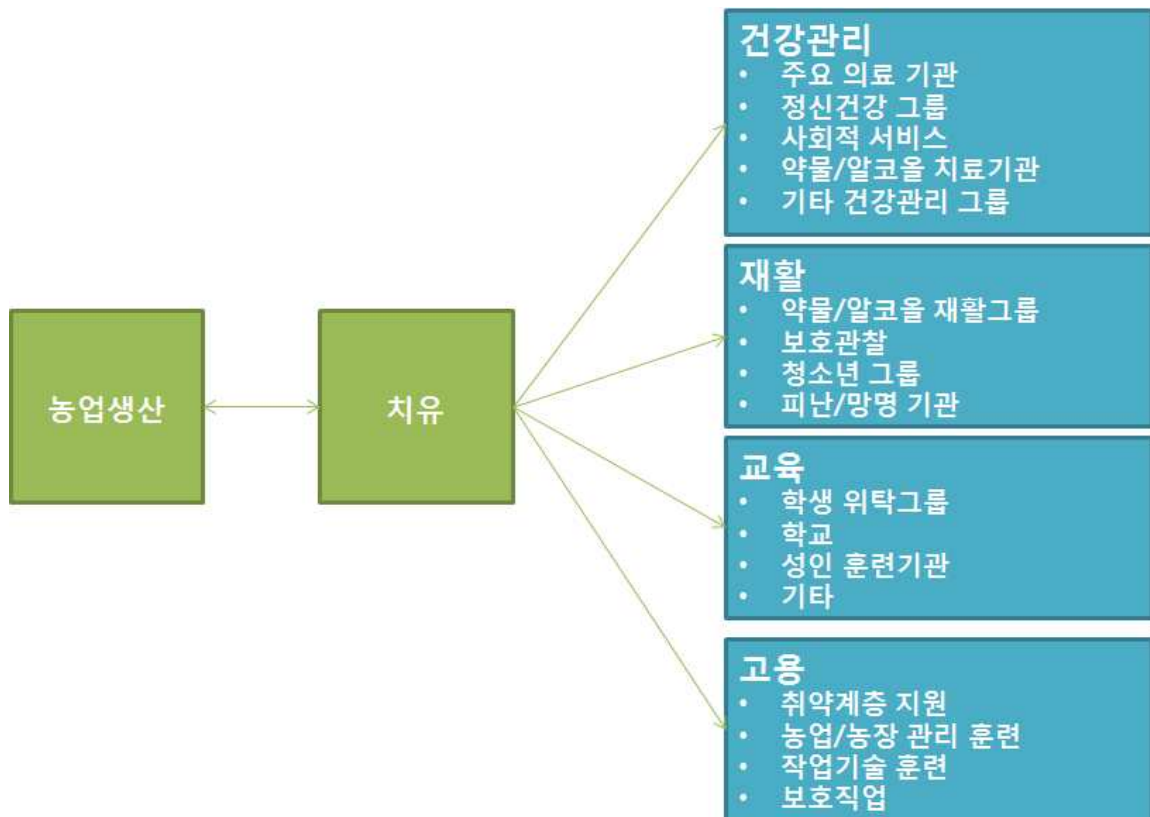 건강관리
• 주요 의료 기관
• 정신건강 그룹
• 사회적 서비스
• 약물/알코올 치료기관
• 기타 건강관리 그룹
재활
• 약물/알코올 재활그룹
• 보호관찰
• 청소년 그룹
• 피난/망명 기관
농업생산
치유
교육
• 학생 위탁그룹
• 학교
• 성인 훈련기관
• 기타
고용
• 취약계층 지원
• 농업/농장 관리 훈련
• 작업기술 훈련
• 보호직업